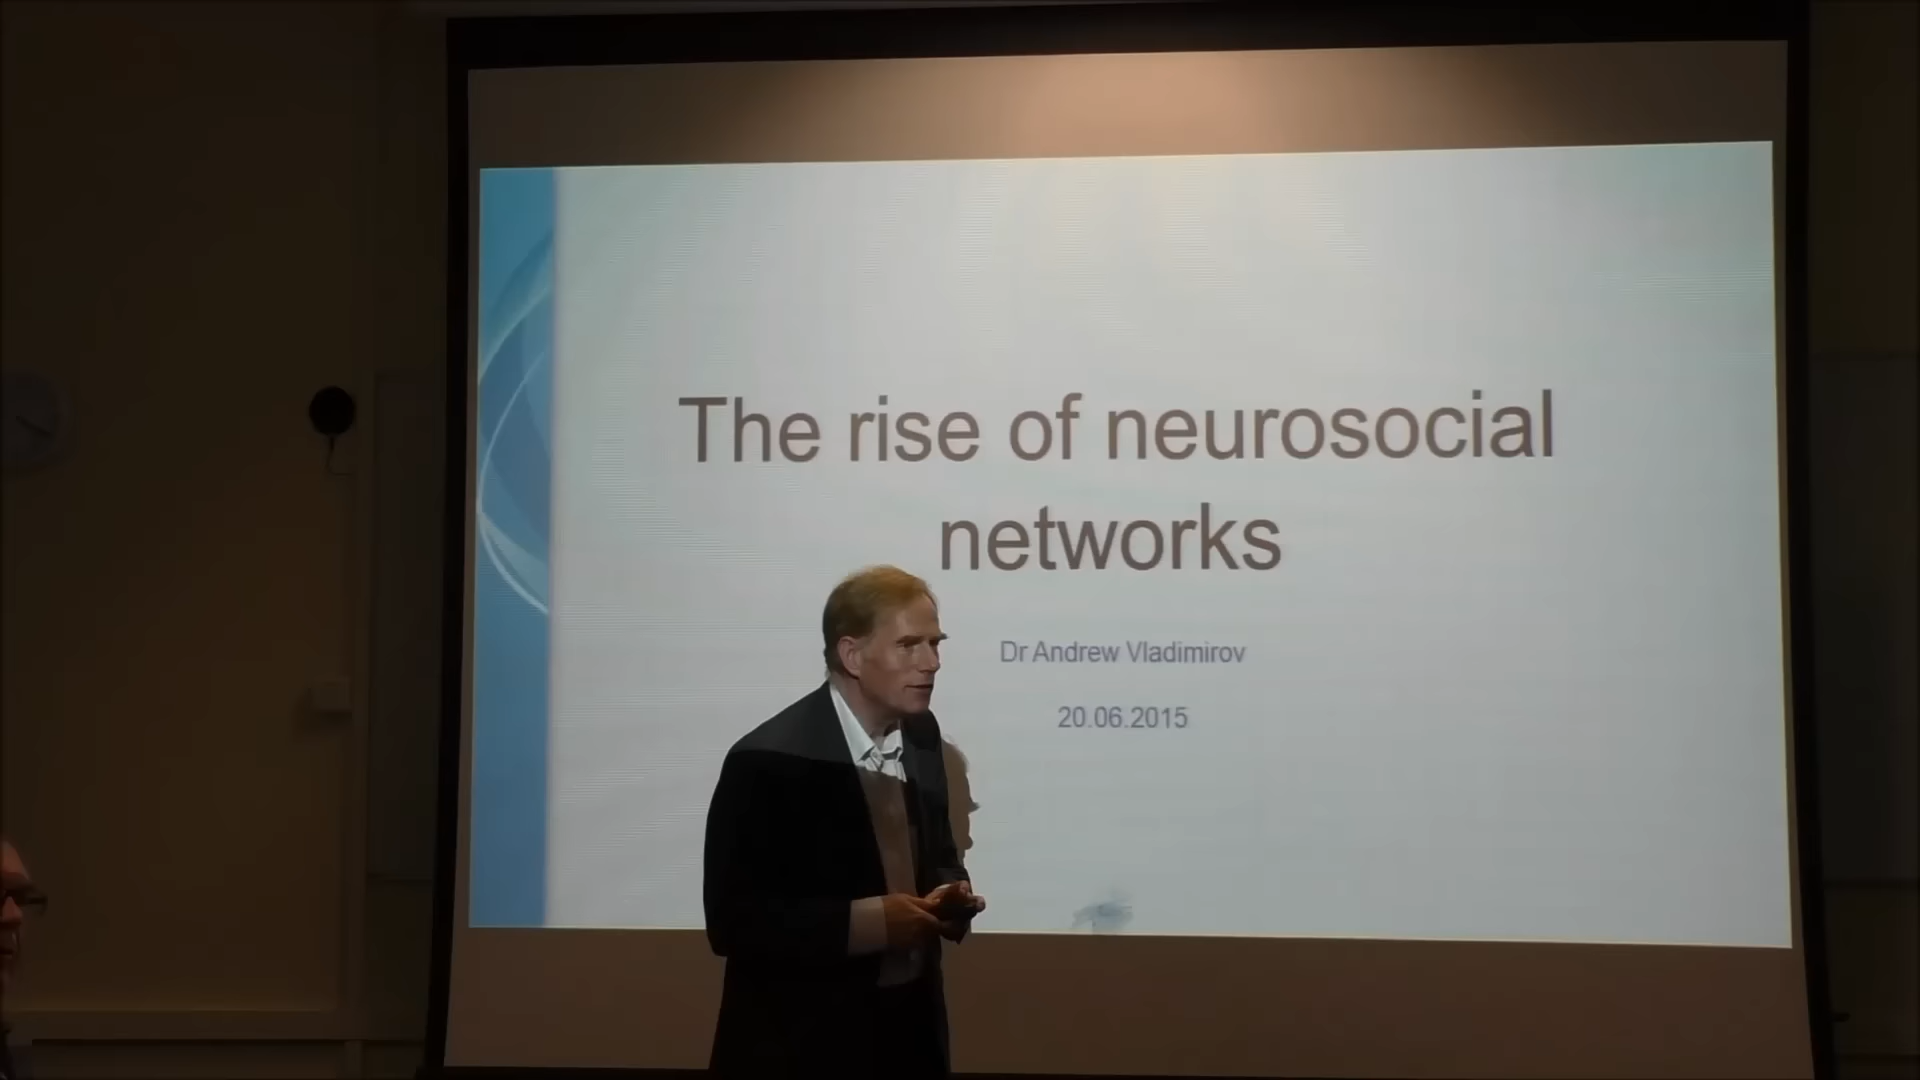 The rise of neurosocial
networks
Dr Andrew Vladimirov
20.06.2015